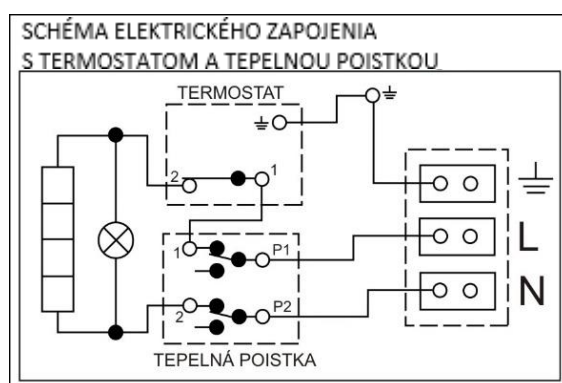 SCHÉMA ELEKTRICKÉHO ZAPOJENIA
S TERMOSTATOM A TEPELNOU POISTKOU
TERMOSTAT
2
1
1
P1
L
2
P2
N
TEPELNÁ POISTKA